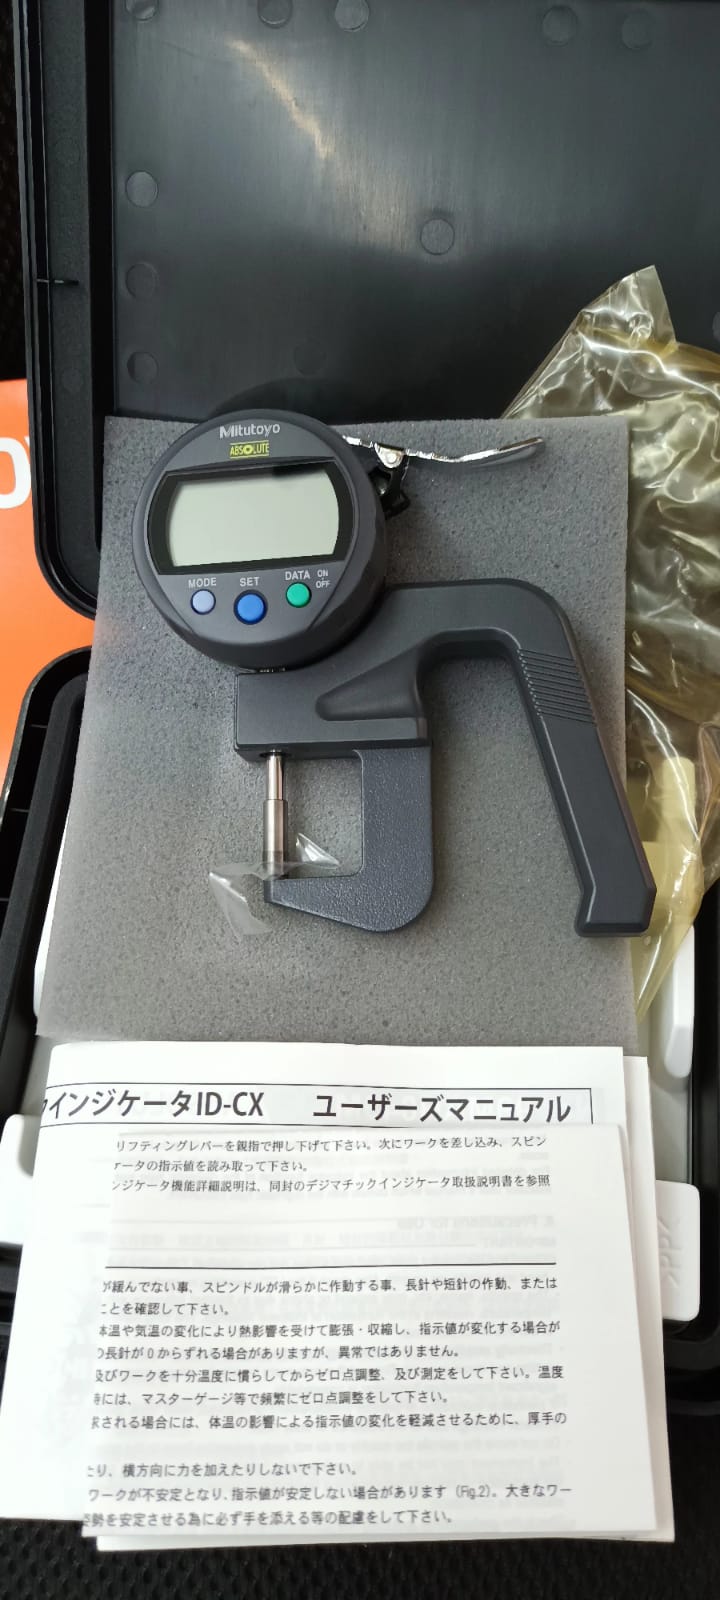 Mitutoyo
ABSOLUTE
MODE
SET
DATA
ON
OFF
インジケータID-CX ユーザーズマニュアル
リフティングレバーを親指で押し下げて下さい。次にワークを差し込み、スピン
ータの指示値を読み取って下さい。
ンジケータ機能詳細説明は、同封のデジマチックインジケータ取扱説明書を参照
が緩んでない事、スピンドルが滑らかに作動する事、長針や短針の作動、または
ことを確認して下さい。
体温や気温の変化により熱影響を受けて膨張・収縮し、指示値が変化する場合が
の長針が0からずれる場合がありますが、異常ではありません。
及びワークを十分温度に慣らしてからゼロ点調整、及び測定をして下さい。温度
時には、マスターゲージ等で頻繁にゼロ点調整をして下さい。
求される場合には、体温の影響による指示値の変化を軽減させるために、厚手の
たり、横方向に力を加えたりしないで下さい。
ワークが不安定となり、指示値が安定しない場合があります (Fig.2)。大きなワー
姿勢を安定させる為に必ず手を添える等の配慮をして下さい。
>PP<